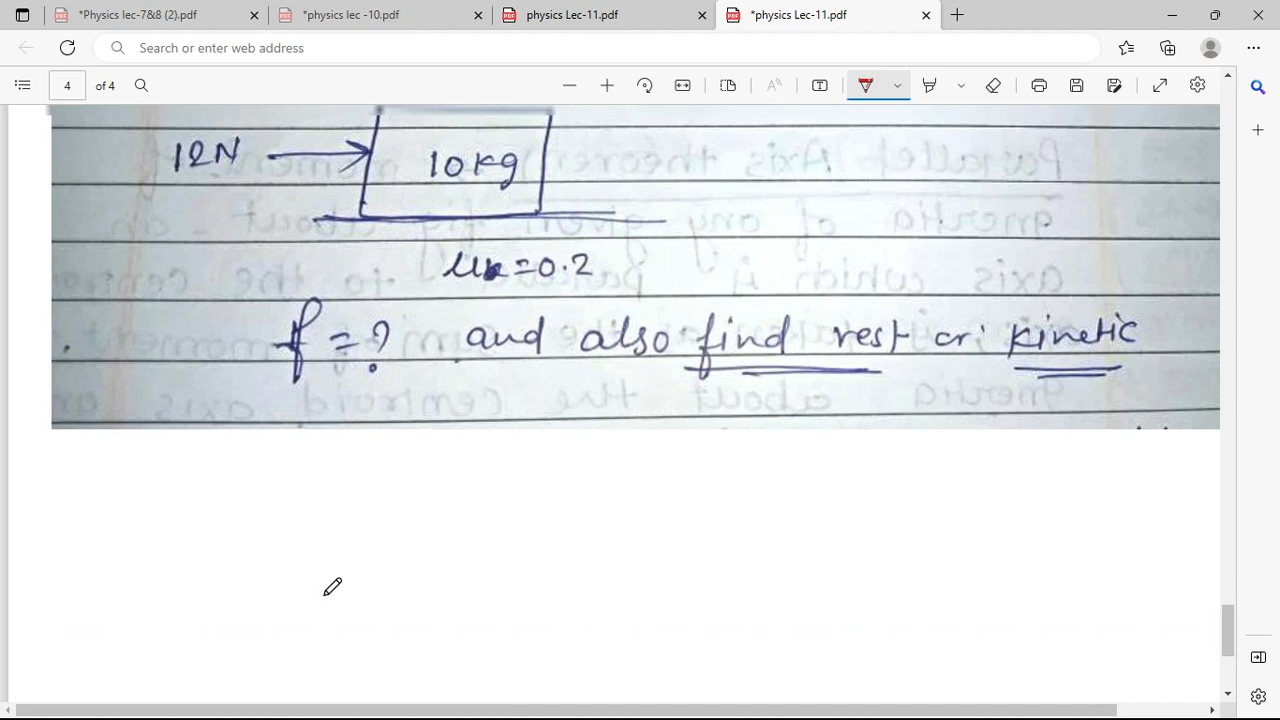 *physics lec-7&8 (2).pdf
*physics lec -10.pdf
physics Lec-11.pdf
*physics Lec-11.pdf
Search or enter web address
4 of 4
12N
10kg
μk=0.2
f = ? and also find rest or kinetic